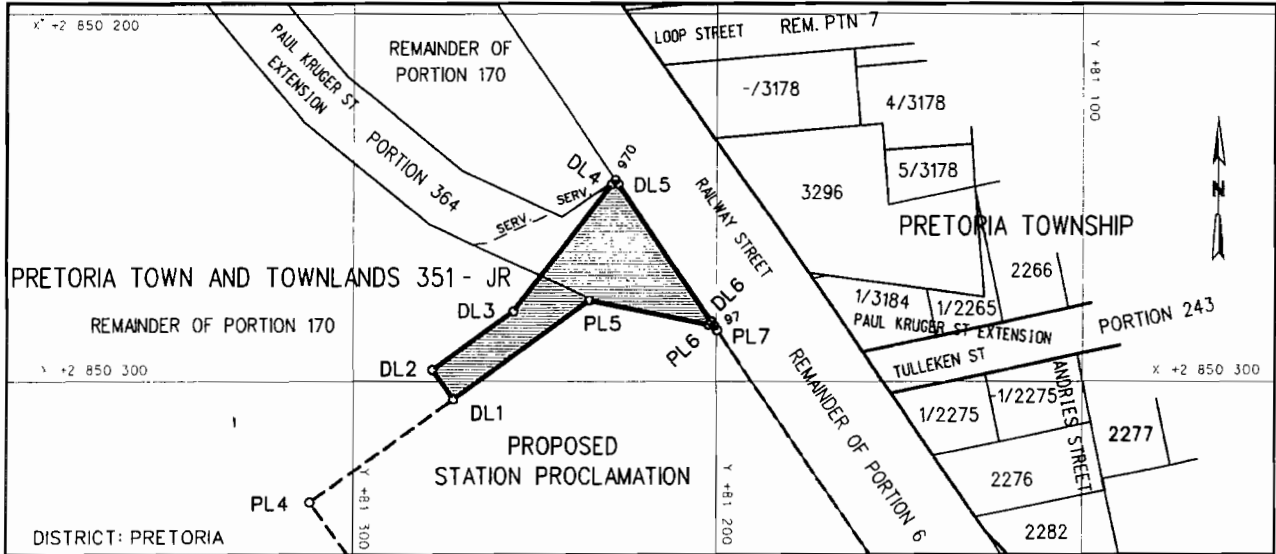 X +2 850 200
LOOP STREET REM. PTN 7
PAUL KRUGER ST
EXTENSION
REMAINDER OF
PORTION 170
Y +81 100
-/3178
4/3178
5/3178
PORTION 364
DL4
970
DL5
SERV.
SERV.
3296
RAILWAY STREET
N
PRETORIA TOWNSHIP
PRETORIA TOWN AND TOWNLANDS 351 - JR
2266
REMAINDER OF PORTION 170
DL3
PL5
DL6
97
PL6
PL7
1/3184
1/2265
PAUL KRUGER ST EXTENSION
PORTION 243
TULLEKEN ST
DL2
+2 850 300
X +2 850 300
DL1
REMAINDER OF PORTION 6
1/2275
-1/2275
ANDRIES STREET
2277
PROPOSED
STATION PROCLAMATION
2276
PL4
Y +81 300
Y +81 200
2282
DISTRICT: PRETORIA